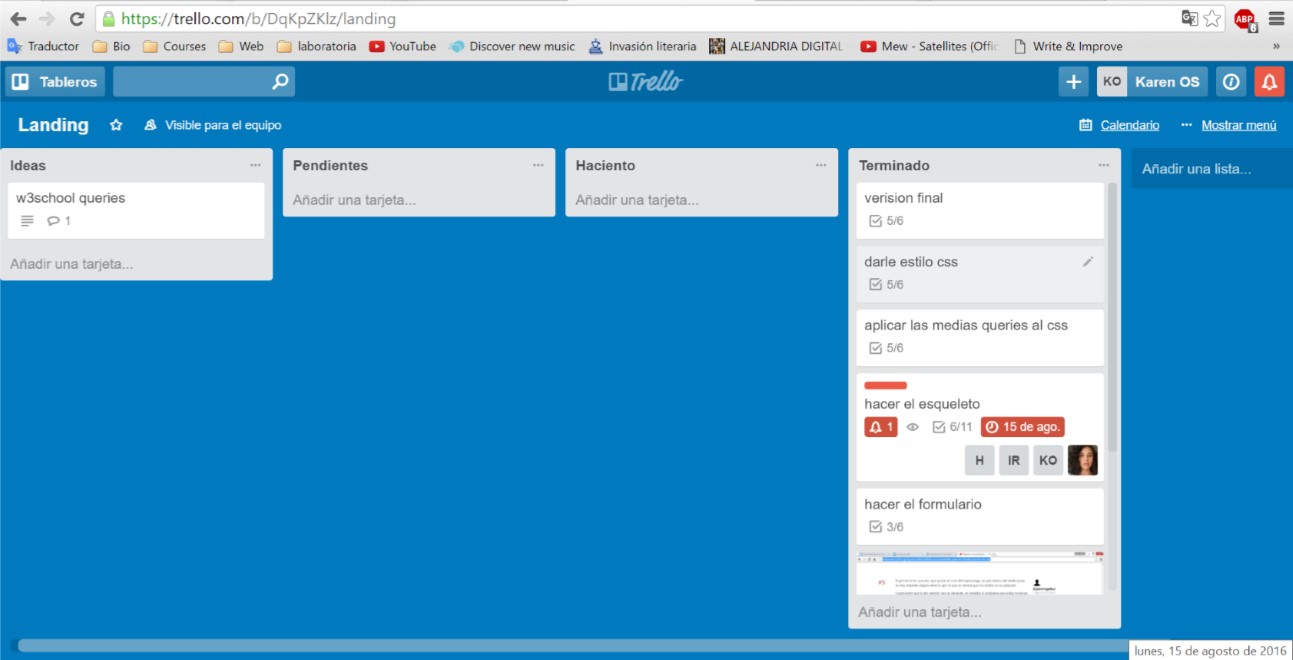 https://trello.com/b/DqKpZKlz/landing
ABP 6
Traductor Bio Courses Web laboratoria YouTube Discover new music Invasión literaria ALEJANDRIA DIGITAL Mew - Satellites (Offic Write & Improve »
Tableros Trello KO Karen OS
Landing Visible para el equipo Calendario ··· Mostrar menú
Ideas ···
w3school queries
1
Añadir una tarjeta...
Pendientes ···
Añadir una tarjeta...
Haciento ···
Añadir una tarjeta...
Terminado ···
verision final
5/6
darle estilo css
5/6
aplicar las medias queries al css
5/6
hacer el esqueleto
1 6/11 15 de ago.
H IR KO
hacer el formulario
3/6
Añadir una tarjeta...
Añadir una lista...
lunes, 15 de agosto de 2016